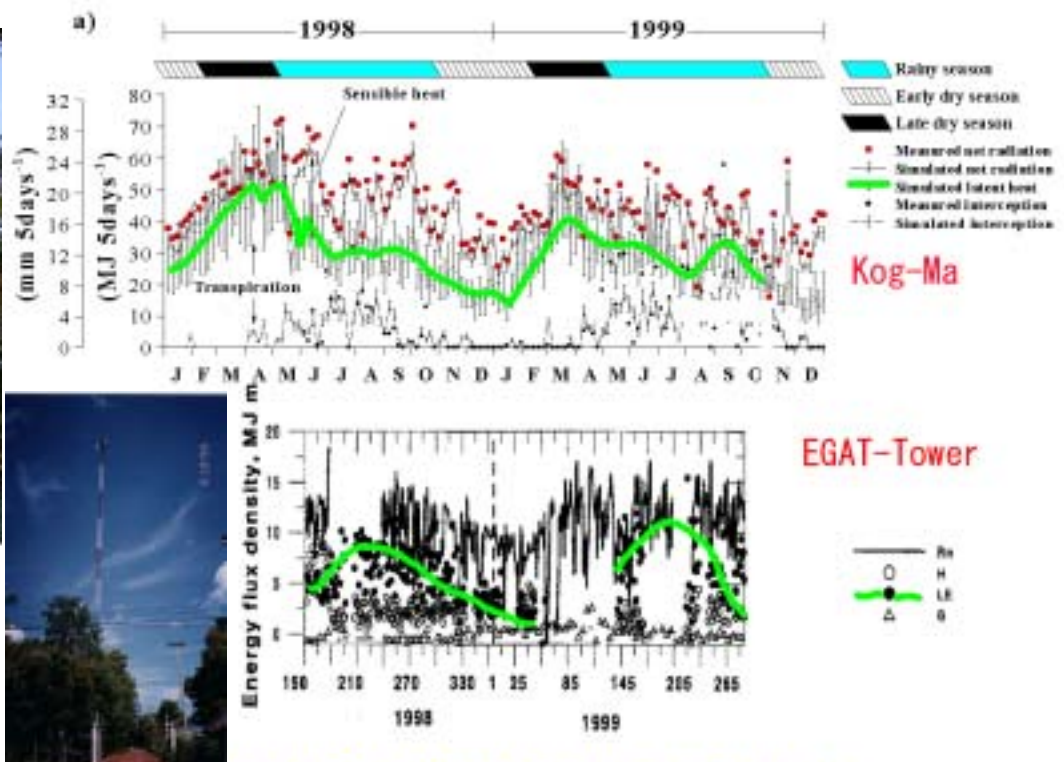 a)
1998
1999
Rainy season
Early dry season
Late dry season
Measured net radiation
Simulated net radiation
Simulated latent heat
Measured interception
Simulated interception
Sensible heat
Transpiration
(mm 5days⁻¹)
(MJ 5days⁻¹)
32
28
24
20
16
12
8
4
0
80
70
60
50
40
30
20
10
0
J F M A M J J A S O N D J F M A M J J A S O N D
Kog-Ma
EGAT-Tower
Energy flux density, MJ m
20
15
10
5
0
150 210 270 330 1 25 85 145 205 265
1998
1999
Rn
H
LE
G